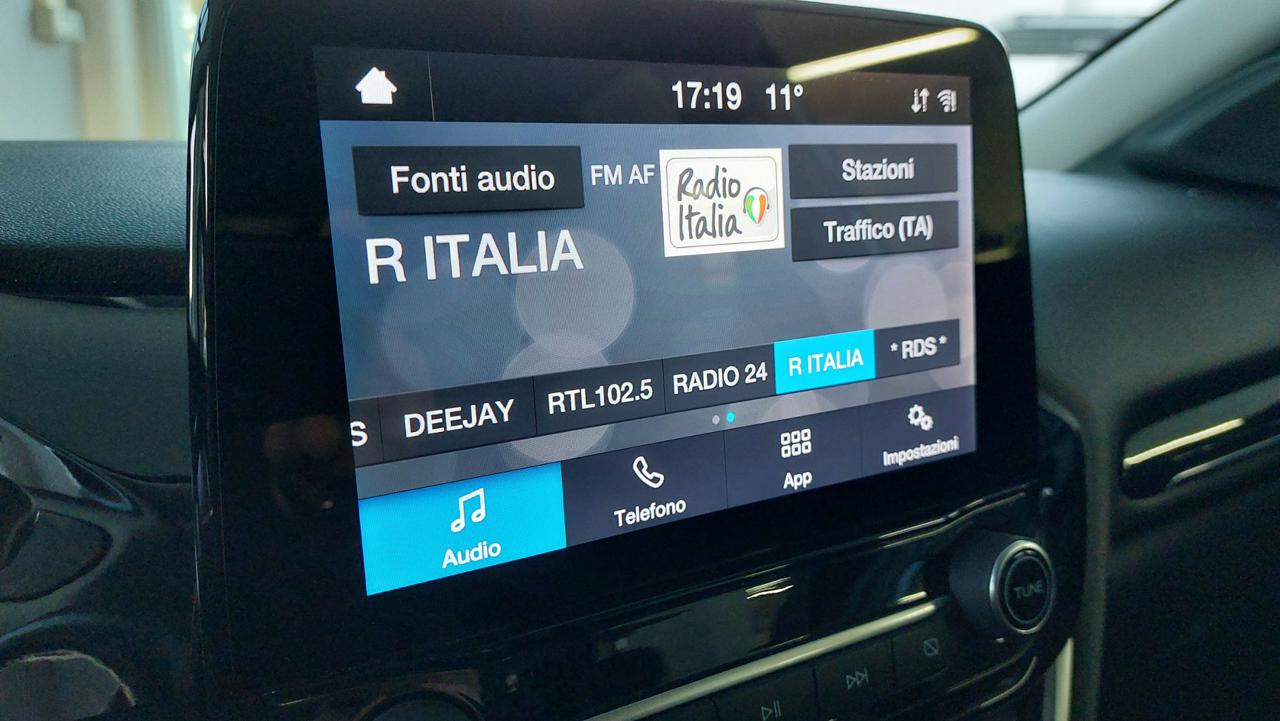 17:19 11°
Fonti audio
FM AF
Radio
Italia
Stazioni
Traffico (TA)
R ITALIA
S
DEEJAY
RTL102.5
RADIO 24
R ITALIA
* RDS *
Audio
Telefono
App
Impostazioni
TUNE